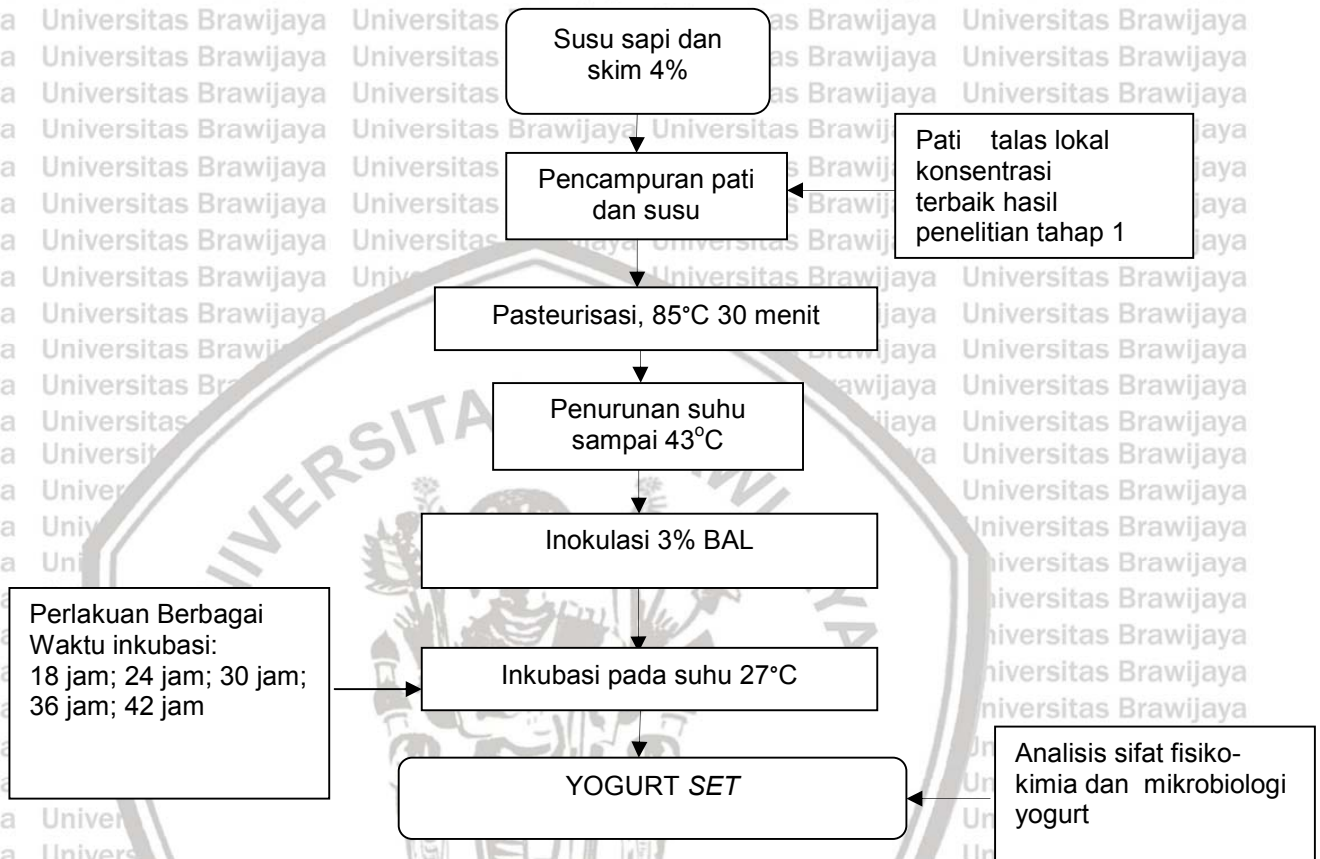 Susu sapi dan
skim 4%
Pencampuran pati
dan susu
Pati talas lokal
konsentrasi
terbaik hasil
penelitian tahap 1
Pasteurisasi, 85°C 30 menit
Penurunan suhu
sampai 43°C
Inokulasi 3% BAL
Perlakuan Berbagai
Waktu inkubasi:
18 jam; 24 jam; 30 jam;
36 jam; 42 jam
Inkubasi pada suhu 27°C
YOGURT SET
Analisis sifat fisiko-
kimia dan mikrobiologi
yogurt
Universitas Brawijaya